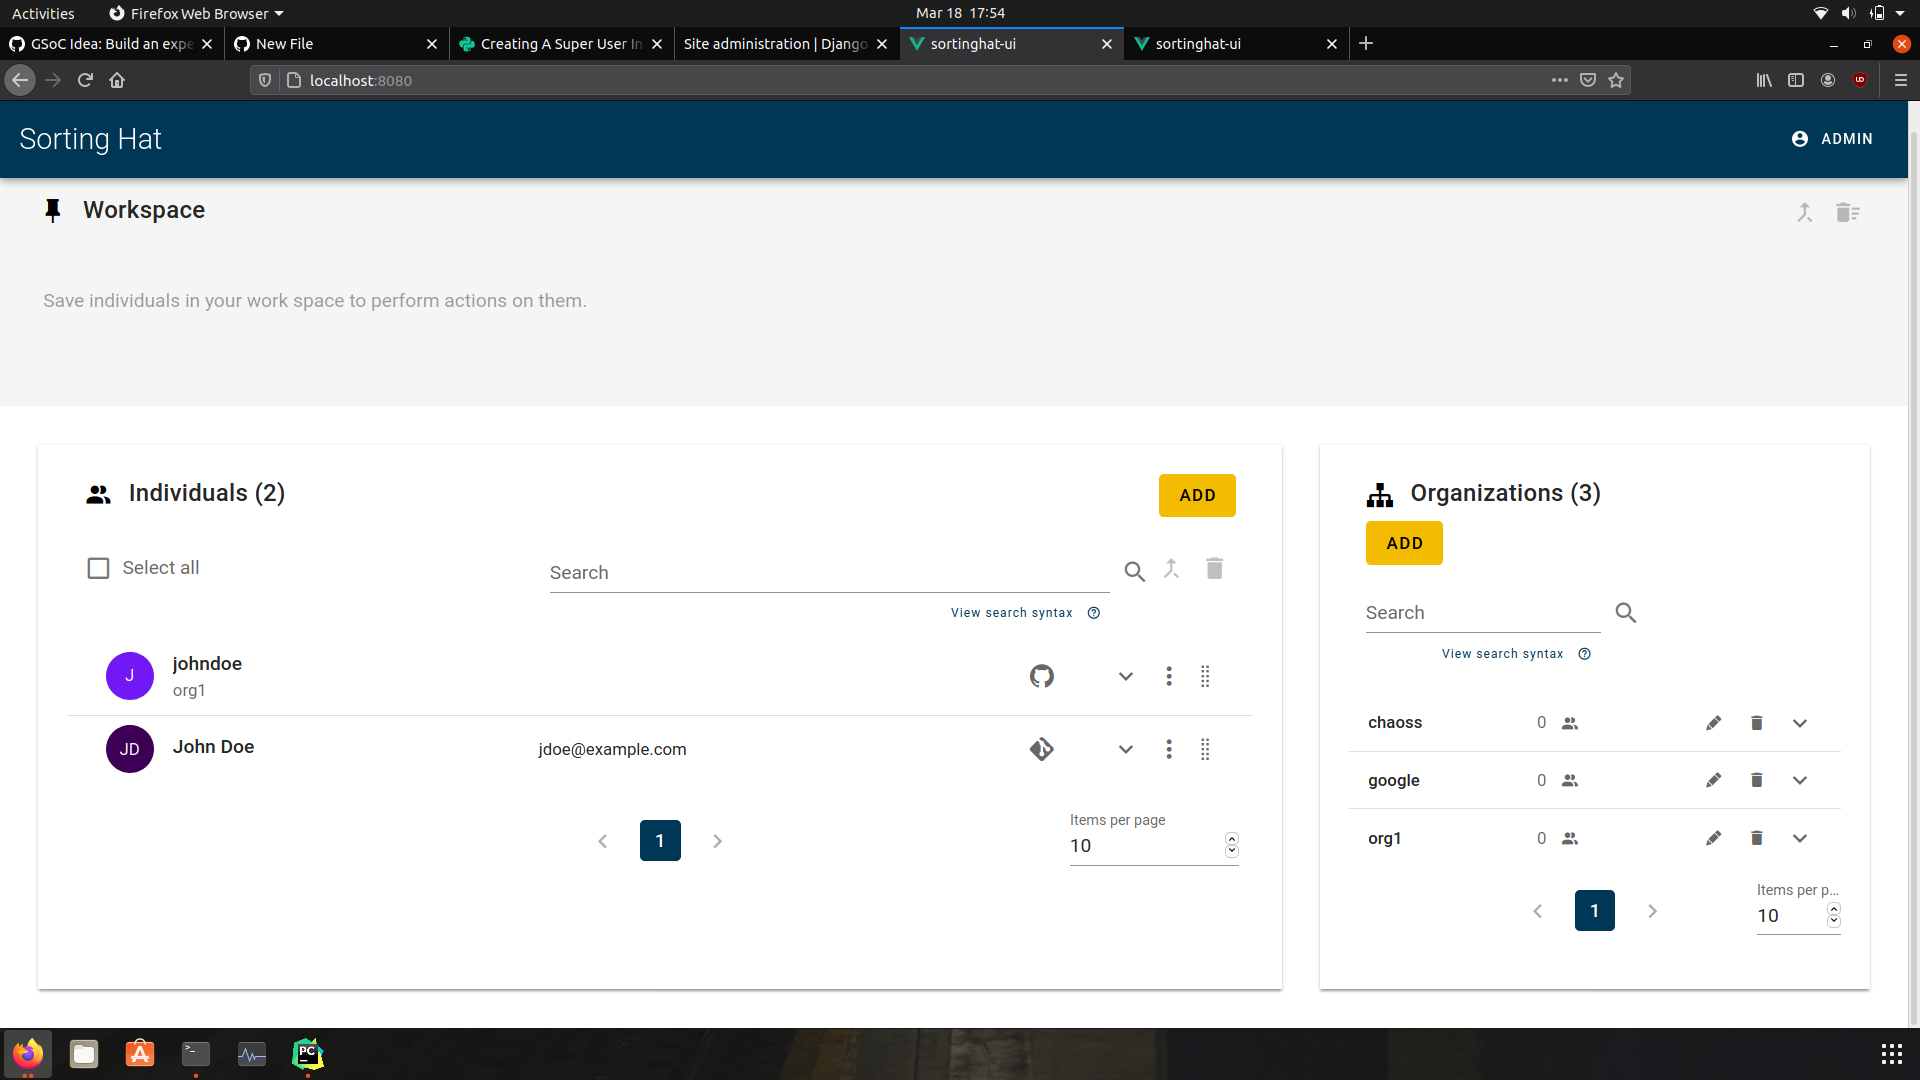 Activities
Firefox Web Browser
Mar 18 17:54
GSoC Idea: Build an expe
New File
Creating A Super User In
Site administration | Django
sortinghat-ui
sortinghat-ui
localhost:8080
Sorting Hat
ADMIN
Workspace
Save individuals in your work space to perform actions on them.
Individuals (2)
ADD
Select all
Search
View search syntax
J
johndoe
org1
JD
John Doe
jdoe@example.com
1
Items per page
10
Organizations (3)
ADD
Search
View search syntax
chaoss
0
google
0
org1
0
1
Items per p...
10
PC